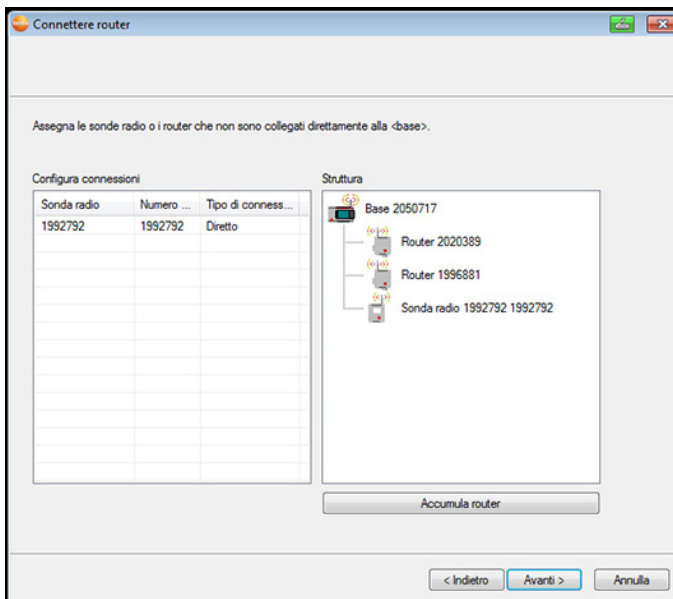 Connettere router
Assegna le sonde radio o i router che non sono collegati direttamente alla <base>.
Configura connessioni
Sonda radio Numero ... Tipo di conness...
1992792 1992792 Diretto
Struttura
Base 2050717
Router 2020389
Router 1996881
Sonda radio 1992792 1992792
Accumula router
< Indietro Avanti > Annulla